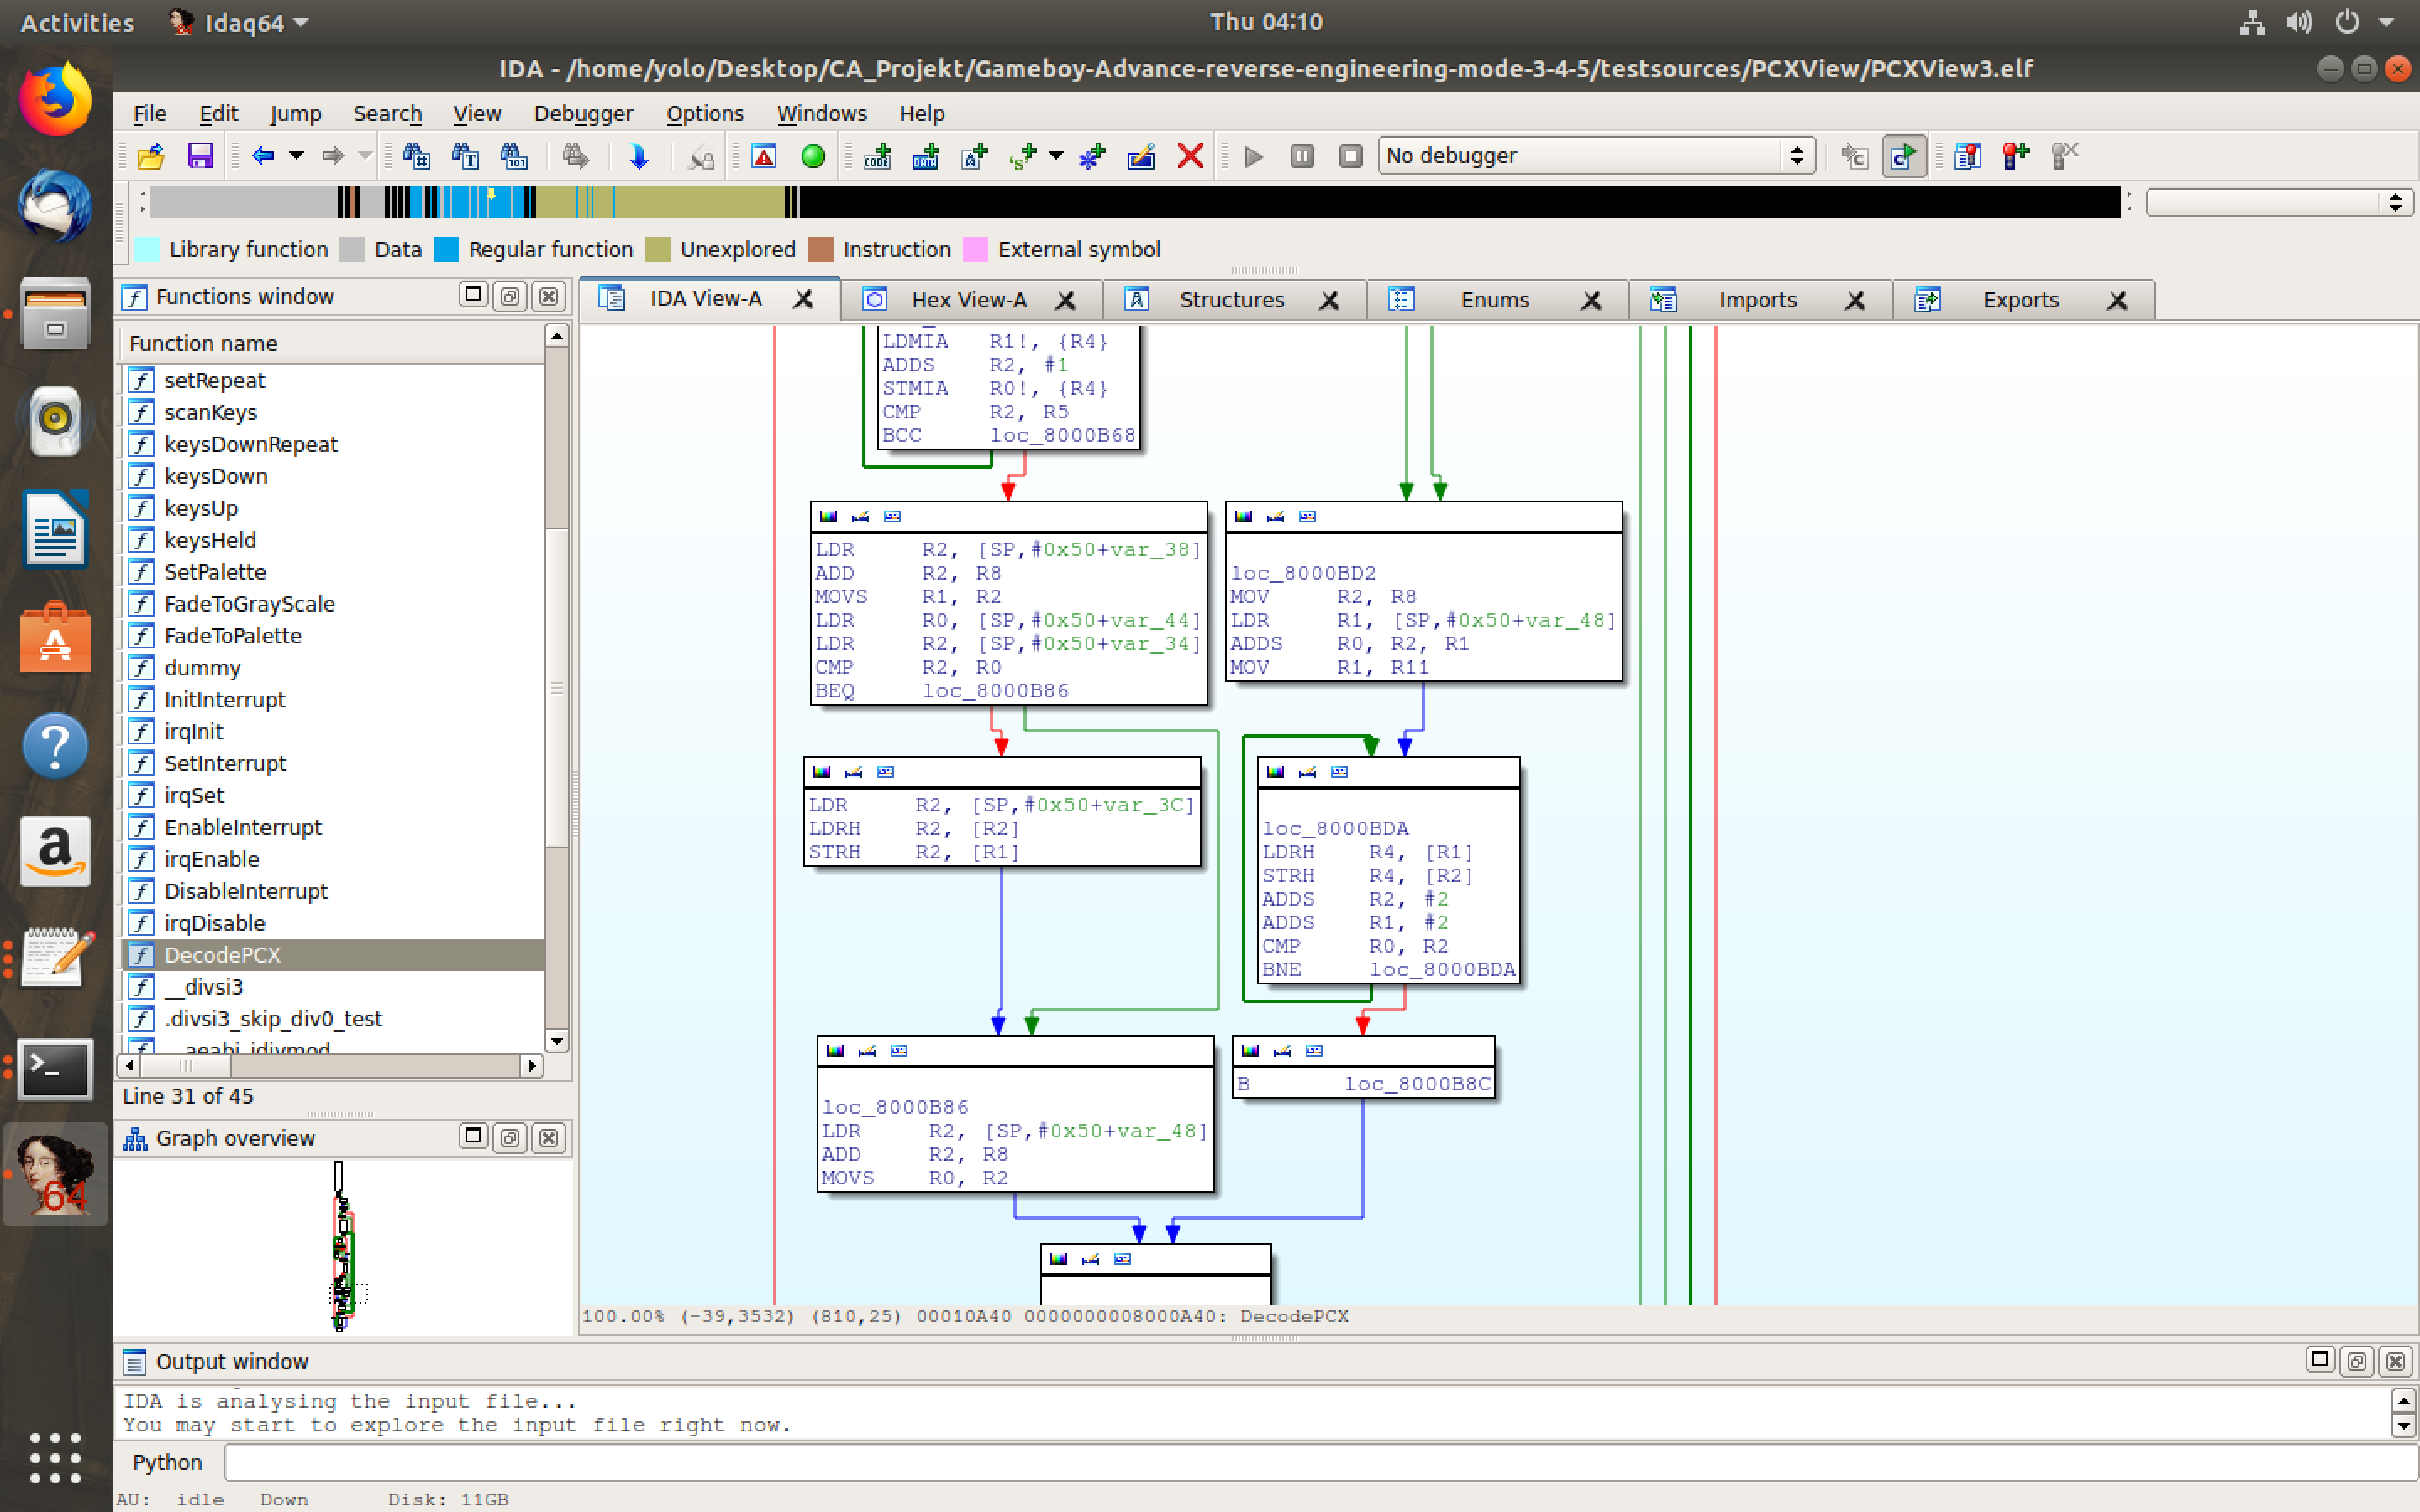 Activities Idaq64 Thu 04:10
IDA - /home/yolo/Desktop/CA_Projekt/Gameboy-Advance-reverse-engineering-mode-3-4-5/testsources/PCXView/PCXView3.elf
File Edit Jump Search View Debugger Options Windows Help
No debugger
Library function Data Regular function Unexplored Instruction External symbol
Functions window
Function name
setRepeat
scanKeys
keysDownRepeat
keysDown
keysUp
keysHeld
SetPalette
FadeToGrayScale
FadeToPalette
dummy
InitInterrupt
irqInit
SetInterrupt
irqSet
EnableInterrupt
irqEnable
DisableInterrupt
irqDisable
DecodePCX
__divsi3
.divsi3_skip_div0_test
__aeabi_idivmod
Line 31 of 45
Graph overview
IDA View-A Hex View-A Structures Enums Imports Exports
LDMIA R1!, {R4}
ADDS R2, #1
STMIA R0!, {R4}
CMP R2, R5
BCC loc_8000B68
LDR R2, [SP,#0x50+var_38]
ADD R2, R8
MOVS R1, R2
LDR R0, [SP,#0x50+var_44]
LDR R2, [SP,#0x50+var_34]
CMP R2, R0
BEQ loc_8000B86
loc_8000BD2
MOV R2, R8
LDR R1, [SP,#0x50+var_48]
ADDS R0, R2, R1
MOV R1, R11
LDR R2, [SP,#0x50+var_3C]
LDRH R2, [R2]
STRH R2, [R1]
loc_8000BDA
LDRH R4, [R1]
STRH R4, [R2]
ADDS R2, #2
ADDS R1, #2
CMP R0, R2
BNE loc_8000BDA
loc_8000B86
LDR R2, [SP,#0x50+var_48]
ADD R2, R8
MOVS R0, R2
B loc_8000B8C
100.00% (-39,3532) (810,25) 00010A40 0000000008000A40: DecodePCX
Output window
IDA is analysing the input file...
You may start to explore the input file right now.
Python
AU: idle Down Disk: 11GB